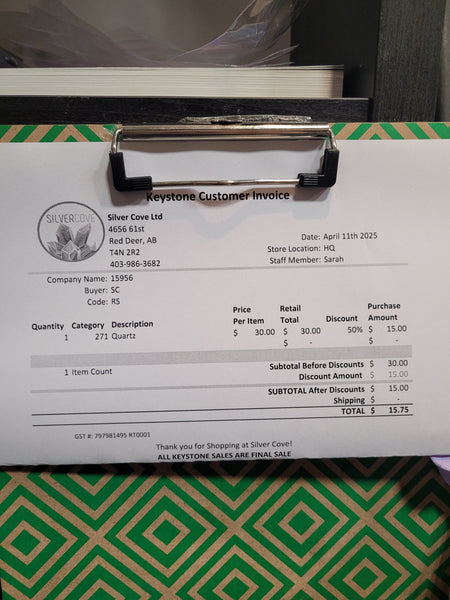 Keystone Customer Invoice
SILVERCOVE
Silver Cove Ltd
4656 61st
Red Deer, AB
T4N 2R2
403-986-3682
Date: April 11th 2025
Store Location: HQ
Staff Member: Sarah
Company Name: 15956
Buyer: SC
Code: RS
Quantity Category Description Price Per Item Retail Total Discount Purchase Amount
1 271 Quartz $ 30.00 $ 30.00 50% $ 15.00
$ - $ -
1 Item Count
Subtotal Before Discounts $ 30.00
Discount Amount $ 15.00
SUBTOTAL After Discounts $ 15.00
Shipping $ -
TOTAL $ 15.75
GST #: 797981495 RT0001
Thank you for Shopping at Silver Cove!
ALL KEYSTONE SALES ARE FINAL SALE